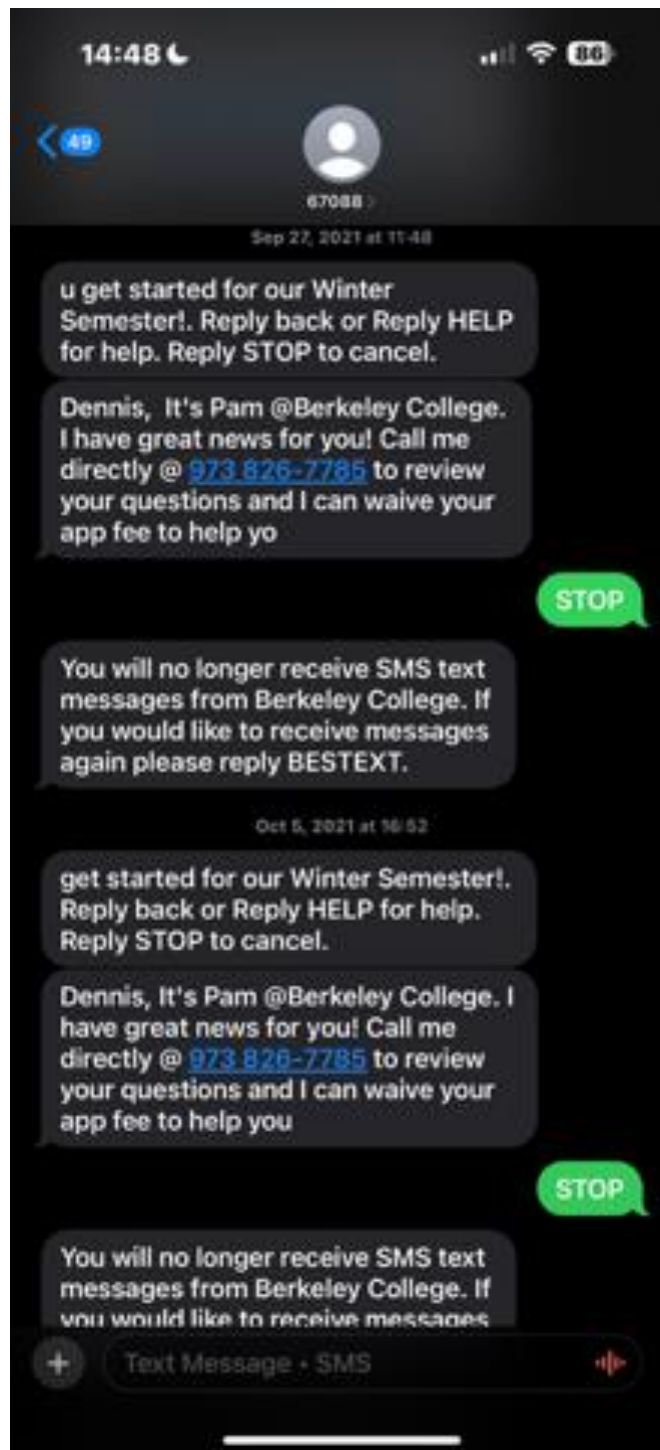 14:48
86
49
67088
Sep 27, 2021 at 11:48
u get started for our Winter
Semester!. Reply back or Reply HELP
for help. Reply STOP to cancel.
Dennis,  It's Pam @Berkeley College.
I have great news for you! Call me
directly @ 973 826-7785 to review
your questions and I can waive your
app fee to help yo
STOP
You will no longer receive SMS text
messages from Berkeley College. If
you would like to receive messages
again please reply BESTEXT.
Oct 5, 2021 at 16:52
get started for our Winter Semester!.
Reply back or Reply HELP for help.
Reply STOP to cancel.
Dennis, It's Pam @Berkeley College. I
have great news for you! Call me
directly @ 973 826-7785 to review
your questions and I can waive your
app fee to help you
STOP
You will no longer receive SMS text
messages from Berkeley College. If
you would like to receive messages
Text Message • SMS